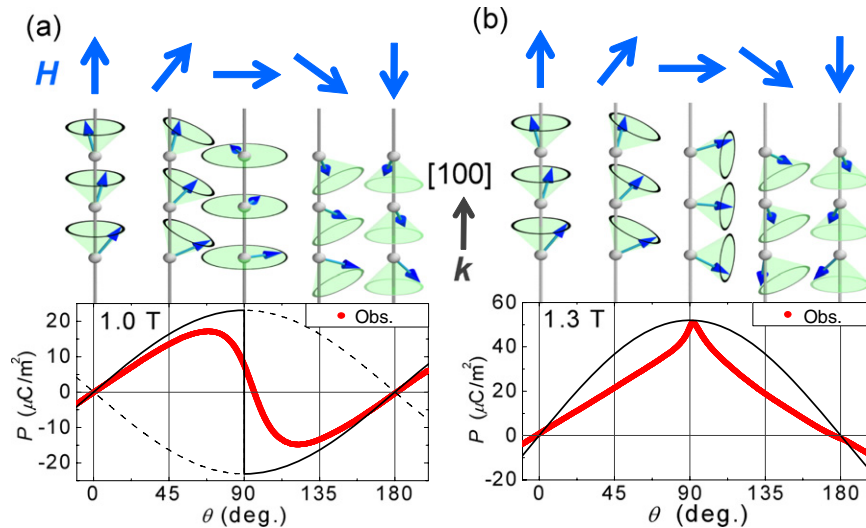 (a)
H
[100]
k
1.0 T
Obs.
20
10
0
-10
-20
P (μC/m²)
0 45 90 135 180
θ (deg.)
(b)
1.3 T
Obs.
60
40
20
0
-20
P (μC/m²)
0 45 90 135 180
θ (deg.)